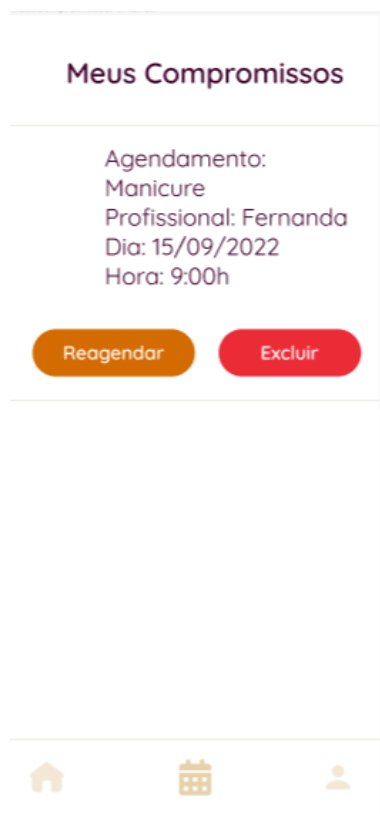 Meus Compromissos
Agendamento:
Manicure
Profissional: Fernanda
Dia: 15/09/2022
Hora: 9:00h
Reagendar
Excluir